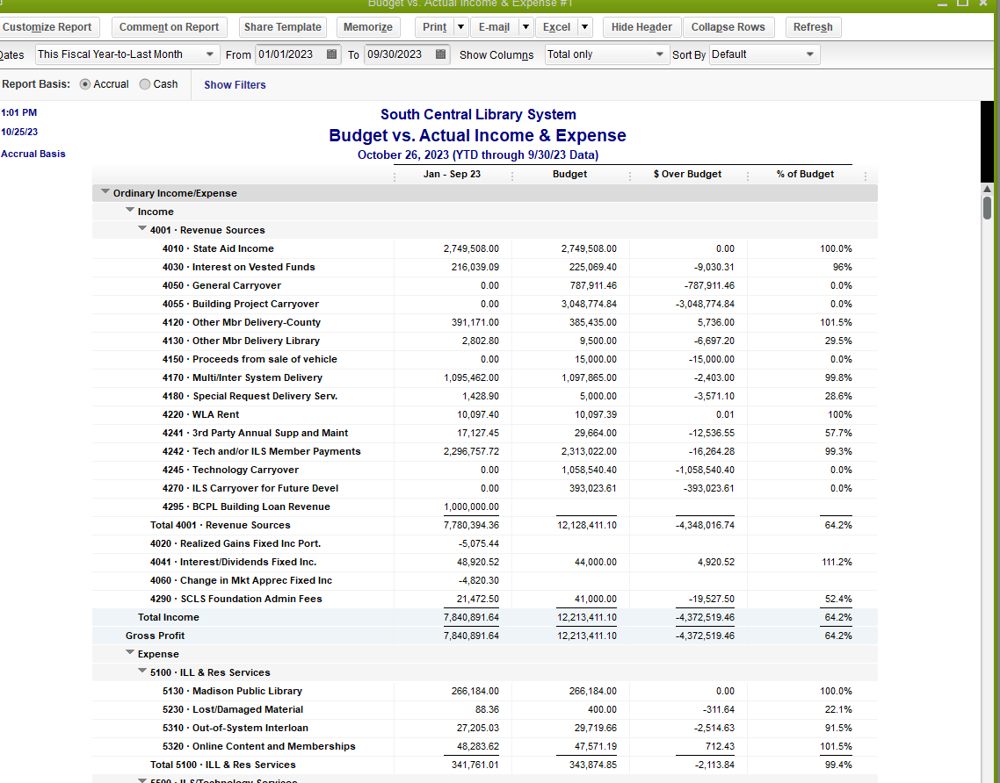 Budget vs. Actual Income & Expense #1
Customize Report Comment on Report Share Template Memorize Print E-mail Excel Hide Header Collapse Rows Refresh
Dates This Fiscal Year-to-Last Month From 01/01/2023 To 09/30/2023 Show Columns Total only Sort By Default
Report Basis: Accrual Cash Show Filters
1:01 PM
10/25/23
Accrual Basis
South Central Library System
Budget vs. Actual Income & Expense
October 26, 2023 (YTD through 9/30/23 Data)
Jan - Sep 23 Budget $ Over Budget % of Budget
Ordinary Income/Expense
Income
4001 · Revenue Sources
4010 · State Aid Income 2,749,508.00 2,749,508.00 0.00 100.0%
4030 · Interest on Vested Funds 216,039.09 225,069.40 -9,030.31 96%
4050 · General Carryover 0.00 787,911.46 -787,911.46 0.0%
4055 · Building Project Carryover 0.00 3,048,774.84 -3,048,774.84 0.0%
4120 · Other Mbr Delivery-County 391,171.00 385,435.00 5,736.00 101.5%
4130 · Other Mbr Delivery Library 2,802.80 9,500.00 -6,697.20 29.5%
4150 · Proceeds from sale of vehicle 0.00 15,000.00 -15,000.00 0.0%
4170 · Multi/Inter System Delivery 1,095,462.00 1,097,865.00 -2,403.00 99.8%
4180 · Special Request Delivery Serv. 1,428.90 5,000.00 -3,571.10 28.6%
4220 · WLA Rent 10,097.40 10,097.39 0.01 100%
4241 · 3rd Party Annual Supp and Maint 17,127.45 29,664.00 -12,536.55 57.7%
4242 · Tech and/or ILS Member Payments 2,296,757.72 2,313,022.00 -16,264.28 99.3%
4245 · Technology Carryover 0.00 1,058,540.40 -1,058,540.40 0.0%
4270 · ILS Carryover for Future Devel 0.00 393,023.61 -393,023.61 0.0%
4295 · BCPL Building Loan Revenue 1,000,000.00
Total 4001 · Revenue Sources 7,780,394.36 12,128,411.10 -4,348,016.74 64.2%
4020 · Realized Gains Fixed Inc Port. -5,075.44
4041 · Interest/Dividends Fixed Inc. 48,920.52 44,000.00 4,920.52 111.2%
4060 · Change in Mkt Apprec Fixed Inc -4,820.30
4290 · SCLS Foundation Admin Fees 21,472.50 41,000.00 -19,527.50 52.4%
Total Income 7,840,891.64 12,213,411.10 -4,372,519.46 64.2%
Gross Profit 7,840,891.64 12,213,411.10 -4,372,519.46 64.2%
Expense
5100 · ILL & Res Services
5130 · Madison Public Library 266,184.00 266,184.00 0.00 100.0%
5230 · Lost/Damaged Material 88.36 400.00 -311.64 22.1%
5310 · Out-of-System Interloan 27,205.03 29,719.66 -2,514.63 91.5%
5320 · Online Content and Memberships 48,283.62 47,571.19 712.43 101.5%
Total 5100 · ILL & Res Services 341,761.01 343,874.85 -2,113.84 99.4%
5500 · ILS/Technology Services